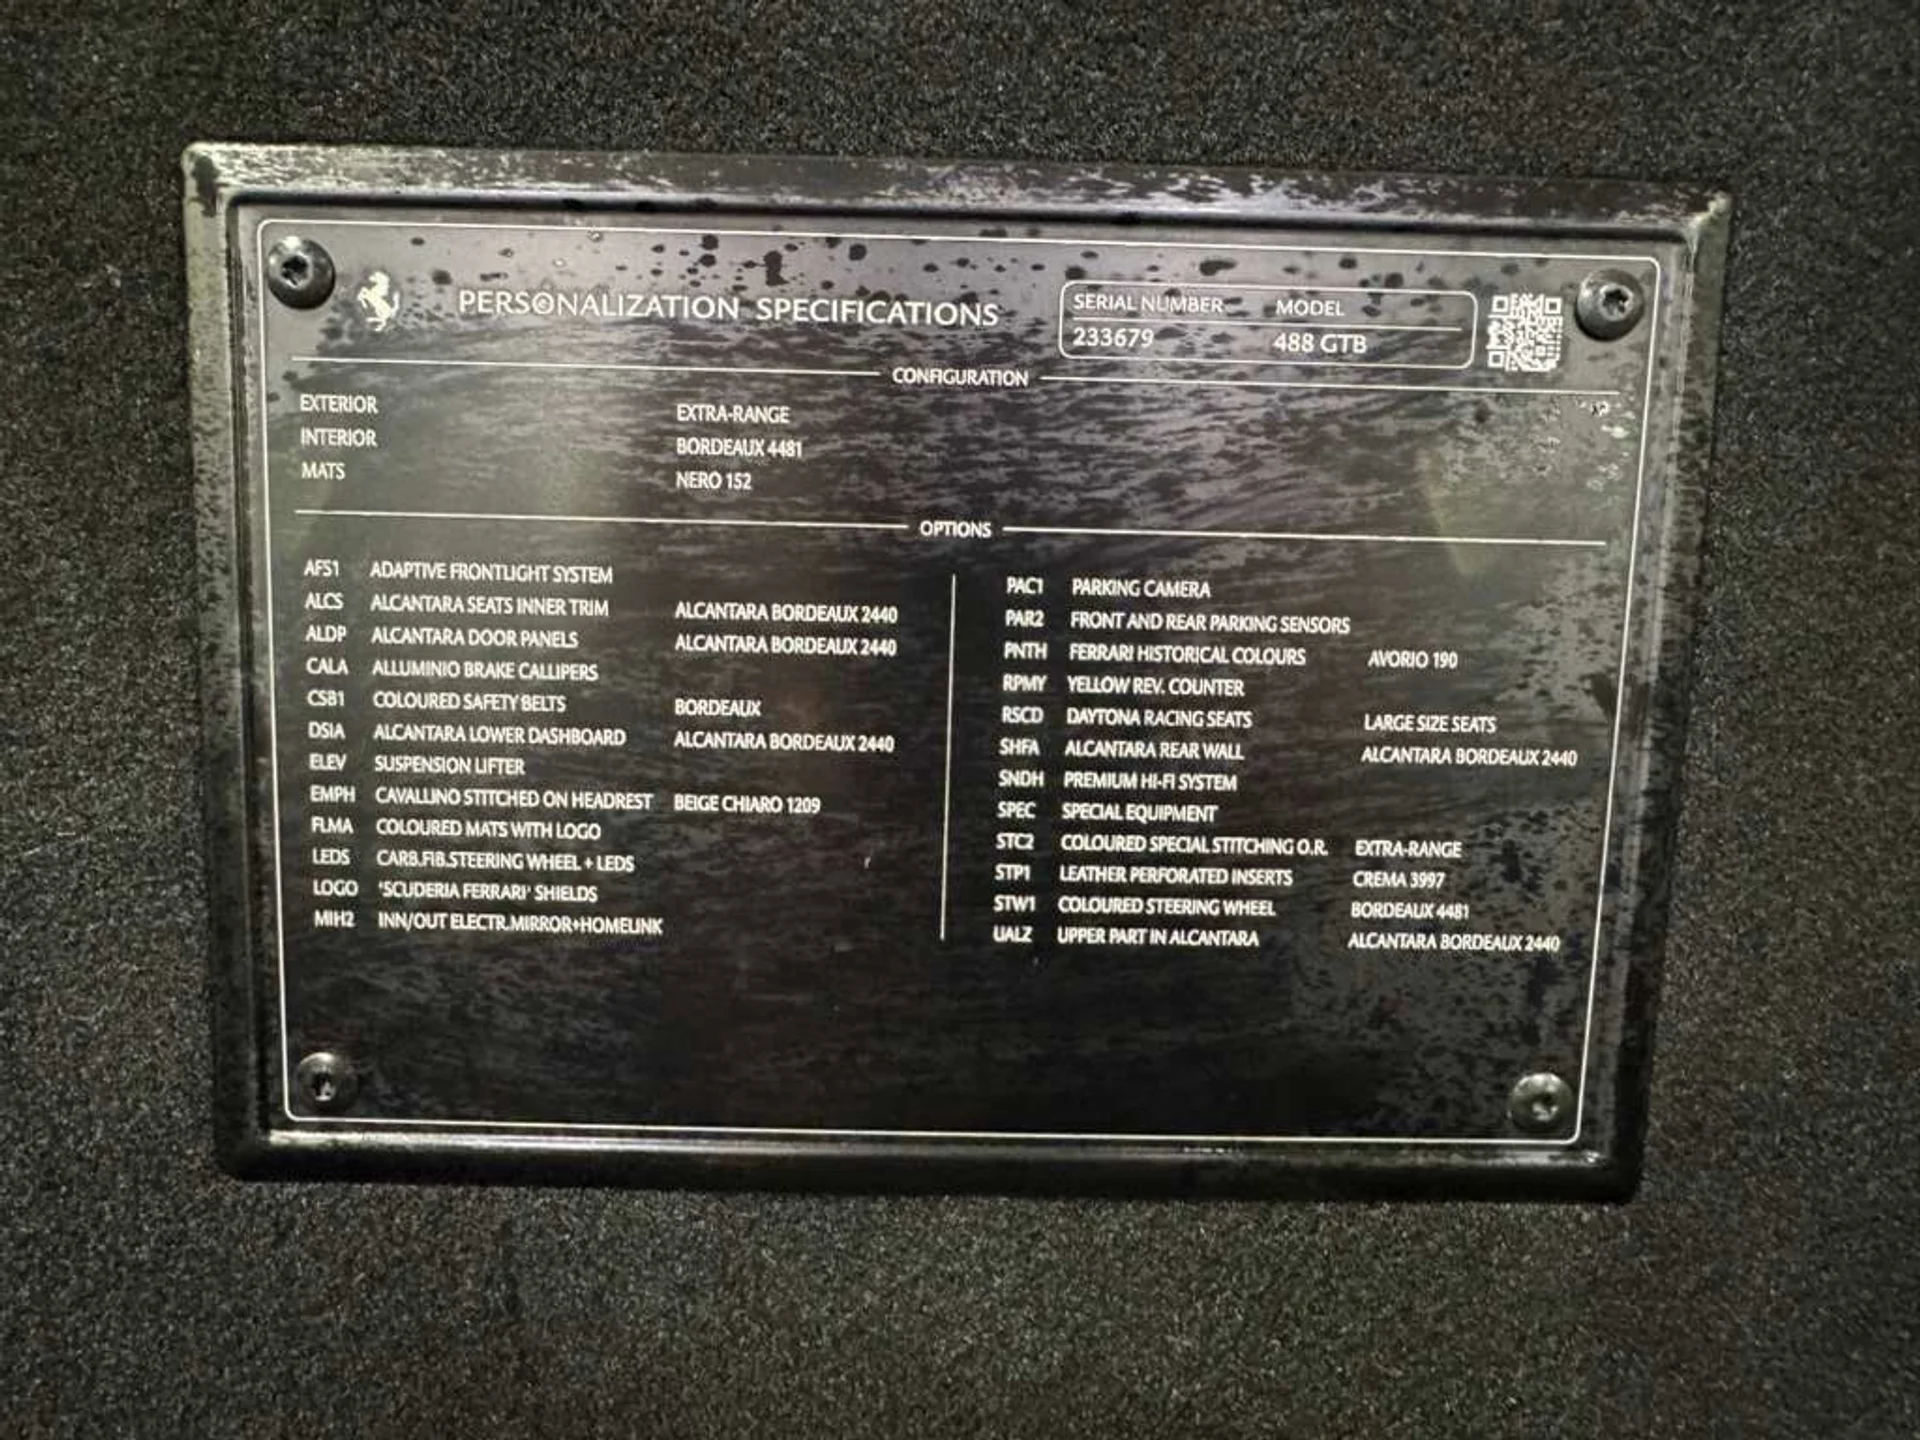 PERSONALIZATION SPECIFICATIONS
SERIAL NUMBER MODEL
233679 488 GTB
CONFIGURATION
EXTERIOR EXTRA-RANGE
INTERIOR BORDEAUX 4481
MATS NERO 152
OPTIONS
AFS1 ADAPTIVE FRONTLIGHT SYSTEM
ALCS ALCANTARA SEATS INNER TRIM ALCANTARA BORDEAUX 2440
ALDP ALCANTARA DOOR PANELS ALCANTARA BORDEAUX 2440
CALA ALLUMINIO BRAKE CALLIPERS
CSB1 COLOURED SAFETY BELTS BORDEAUX
DSIA ALCANTARA LOWER DASHBOARD ALCANTARA BORDEAUX 2440
ELEV SUSPENSION LIFTER
EMPH CAVALLINO STITCHED ON HEADREST BEIGE CHIARO 1209
FLMA COLOURED MATS WITH LOGO
LEDS CARB.FIB.STEERING WHEEL + LEDS
LOGO 'SCUDERIA FERRARI' SHIELDS
MIH2 INN/OUT ELECTR.MIRROR+HOMELINK
PAC1 PARKING CAMERA
PAR2 FRONT AND REAR PARKING SENSORS
PNTH FERRARI HISTORICAL COLOURS AVORIO 190
RPMY YELLOW REV. COUNTER
RSCD DAYTONA RACING SEATS LARGE SIZE SEATS
SHFA ALCANTARA REAR WALL ALCANTARA BORDEAUX 2440
SNDH PREMIUM HI-FI SYSTEM
SPEC SPECIAL EQUIPMENT
STC2 COLOURED SPECIAL STITCHING O.R. EXTRA-RANGE
STP1 LEATHER PERFORATED INSERTS CREMA 3997
STW1 COLOURED STEERING WHEEL BORDEAUX 4481
UALZ UPPER PART IN ALCANTARA ALCANTARA BORDEAUX 2440